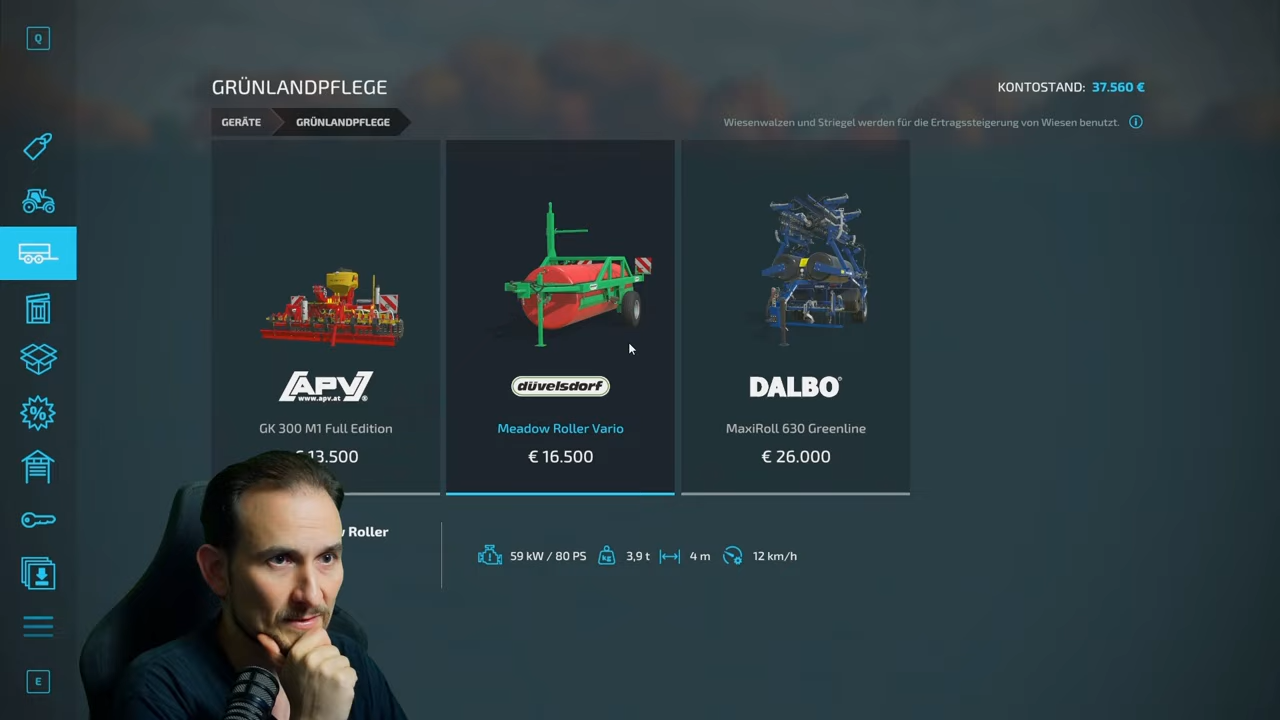 Q
GRÜNLANDPFLEGE
KONTOSTAND: 37.560 €
GERÄTE
GRÜNLANDPFLEGE
Wiesenwalzen und Striegel werden für die Ertragssteigerung von Wiesen benutzt.
APV
www.apv.at
düvelsdorf
DALBO
GK 300 M1 Full Edition
Meadow Roller Vario
MaxiRoll 630 Greenline
€ 13.500
€ 16.500
€ 26.000
Roller
59 kW / 80 PS
3,9 t
4 m
12 km/h
E